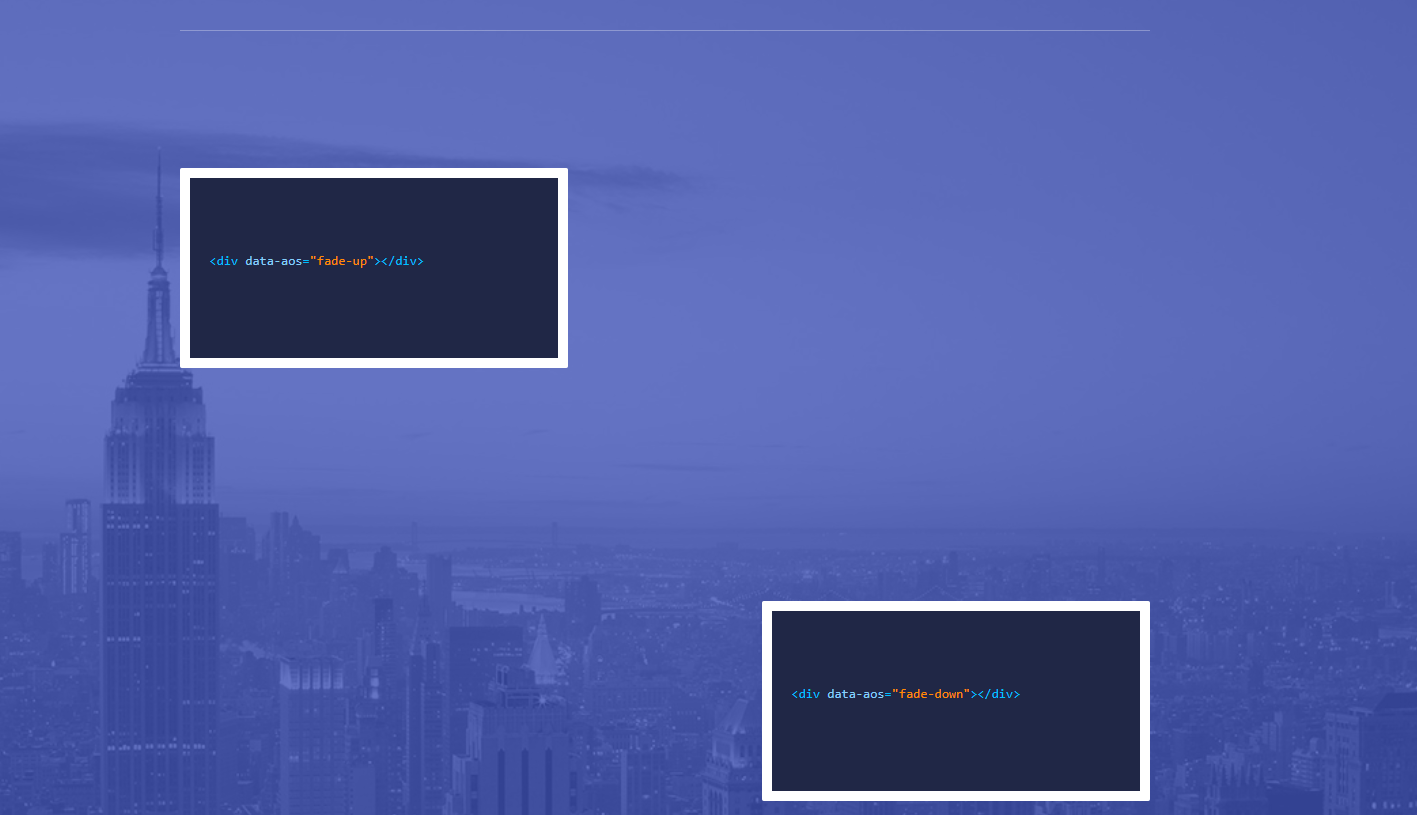 <div data-aos="fade-up"></div>
<div data-aos="fade-down"></div>